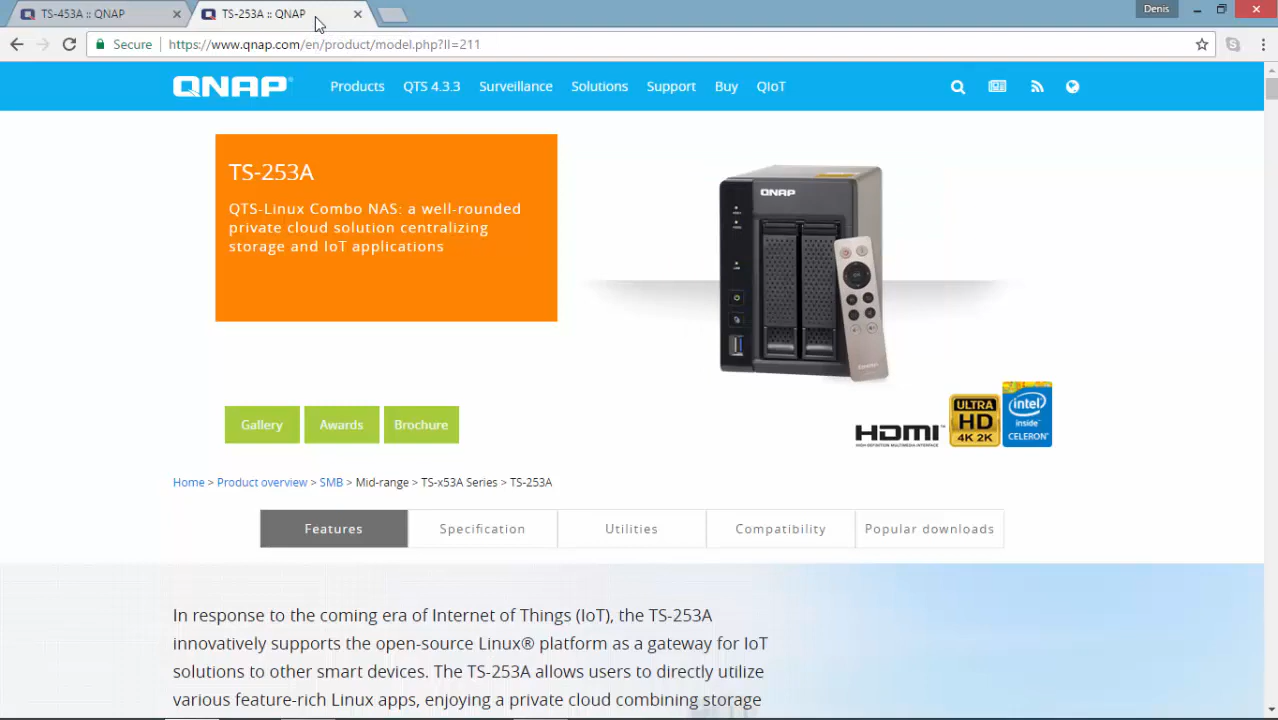 TS-453A :: QNAP
TS-253A :: QNAP
Denis
Secure
https://www.qnap.com/en/product/model.php?II=211
QNAP
Products
QTS 4.3.3
Surveillance
Solutions
Support
Buy
QIoT
TS-253A
QTS-Linux Combo NAS: a well-rounded
private cloud solution centralizing
storage and IoT applications
QNAP
Gallery
Awards
Brochure
HDMI
HIGH-DEFINITION MULTIMEDIA INTERFACE
ULTRA
HD
4K 2K
intel
inside
CELERON
Home > Product overview > SMB > Mid-range > TS-x53A Series > TS-253A
Features
Specification
Utilities
Compatibility
Popular downloads
In response to the coming era of Internet of Things (IoT), the TS-253A
innovatively supports the open-source Linux® platform as a gateway for IoT
solutions to other smart devices. The TS-253A allows users to directly utilize
various feature-rich Linux apps, enjoying a private cloud combining storage